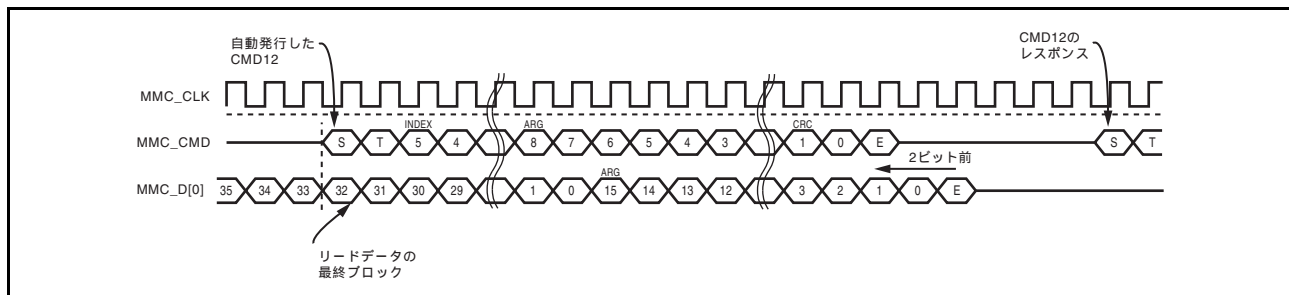 自動発行した
CMD12
CMD12の
レスポンス
MMC_CLK
INDEX ARG CRC
MMC_CMD S T 5 4 8 7 6 5 4 3 1 0 E S T
2ビット前
ARG
MMC_D[0] 35 34 33 32 31 30 29 1 0 15 14 13 12 3 2 1 0 E
リードデータの
最終ブロック